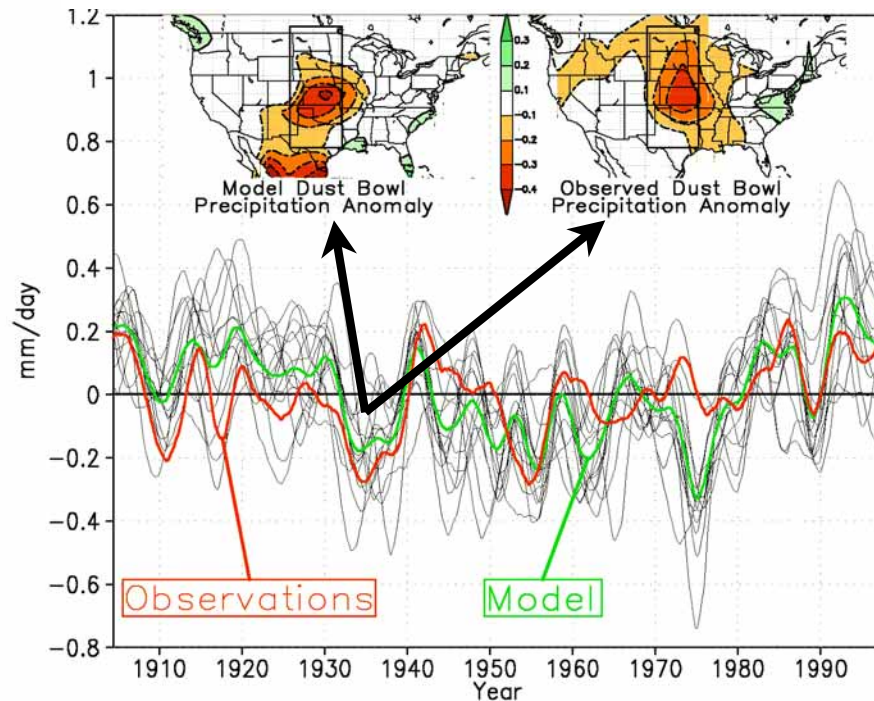 1.2
1
0.8
0.6
0.4
0.2
0
−0.2
−0.4
−0.6
−0.8
mm/day
0.3
0.2
0.1
−0.1
−0.2
−0.3
−0.4
Model Dust Bowl
Precipitation Anomaly
Observed Dust Bowl
Precipitation Anomaly
Observations
Model
1910 1920 1930 1940 1950 1960 1970 1980 1990
Year